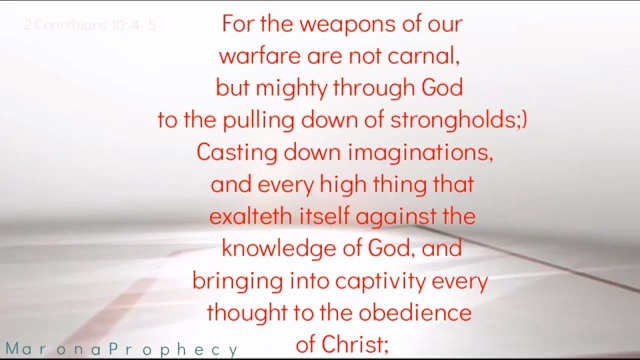 2 Corinthians 10: 4-5
For the weapons of our
warfare are not carnal,
but mighty through God
to the pulling down of strongholds;)
Casting down imaginations,
and every high thing that
exalteth itself against the
knowledge of God, and
bringing into captivity every
thought to the obedience
of Christ;
MaronaProphecy